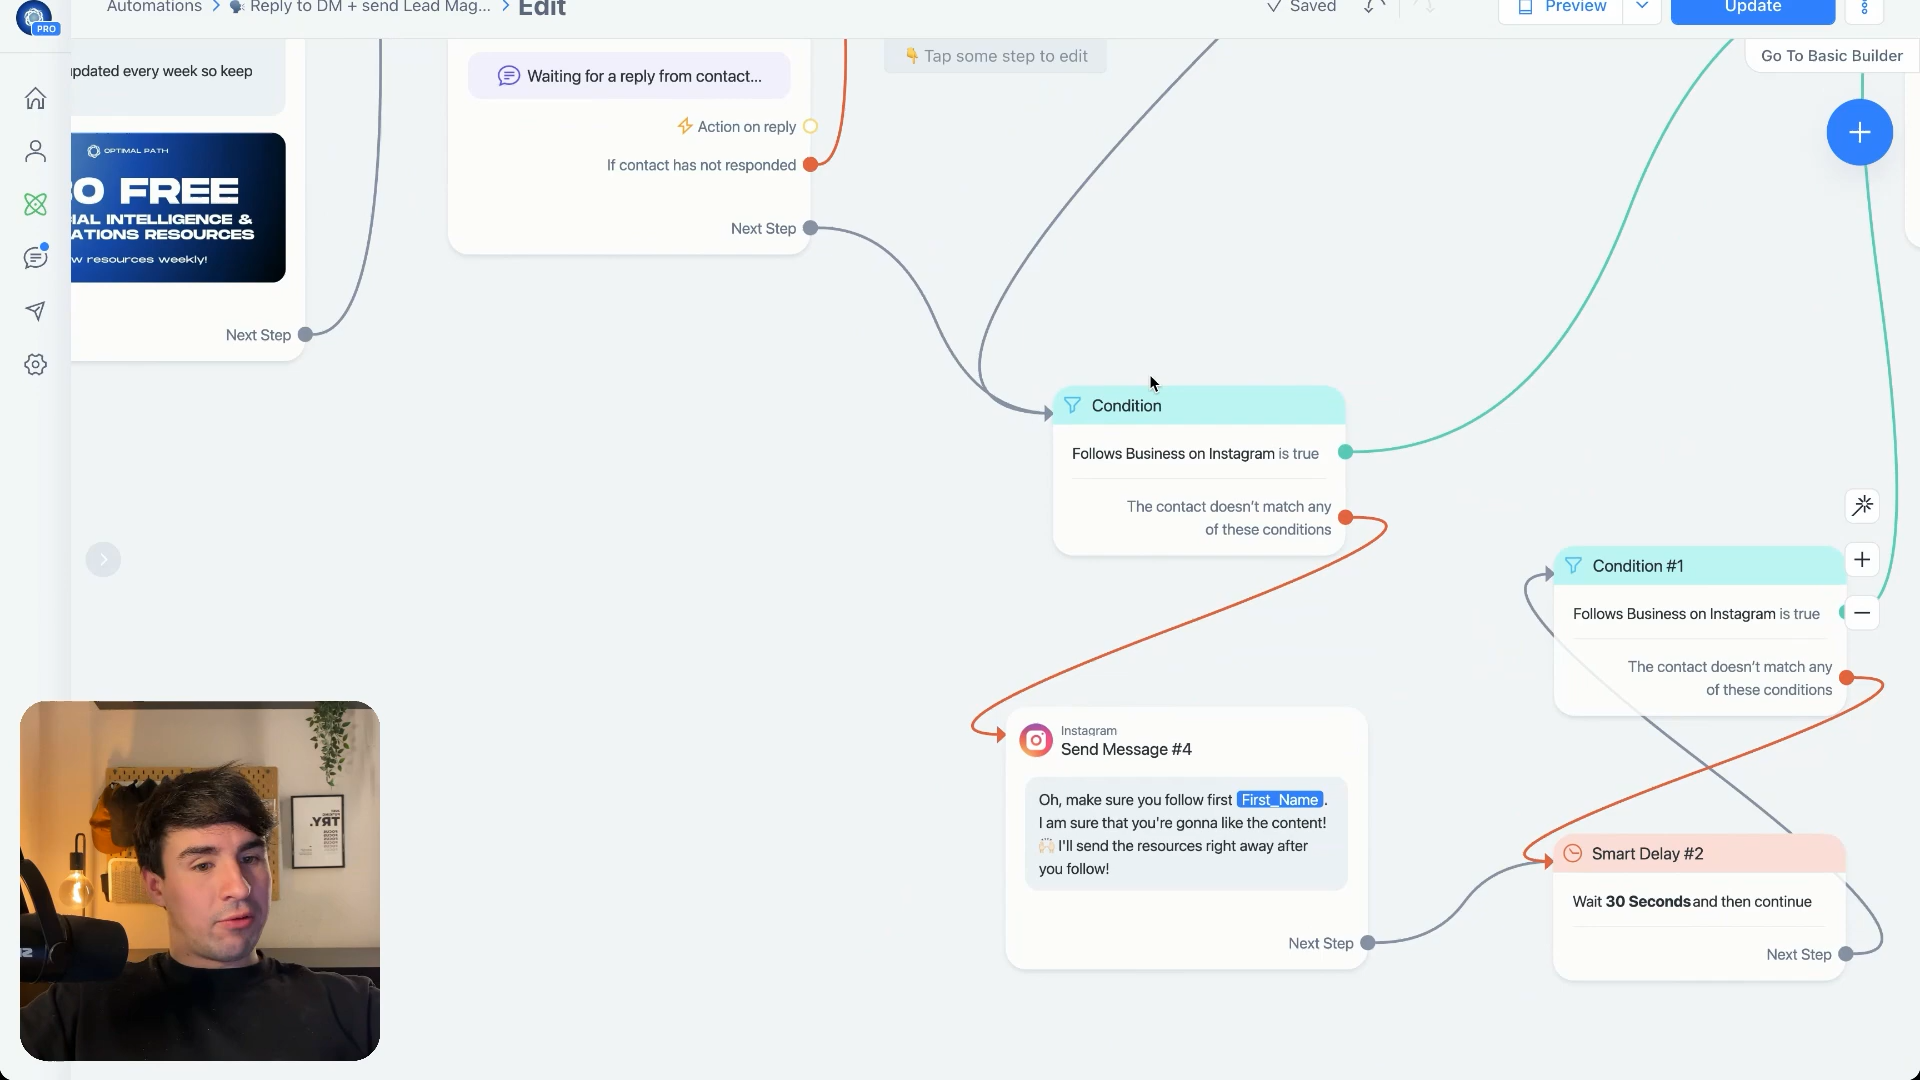 PRO
Automations
Reply to DM + send Lead Mag...
Edit
Saved
Preview
Update
Go To Basic Builder
updated every week so keep
OPTIMAL PATH
O FREE
IAL INTELLIGENCE &
ATIONS RESOURCES
w resources weekly!
Next Step
Waiting for a reply from contact...
Action on reply
If contact has not responded
Next Step
Tap some step to edit
Condition
Follows Business on Instagram is true
The contact doesn't match any
of these conditions
Condition #1
Follows Business on Instagram is true
The contact doesn't match any
of these conditions
Instagram
Send Message #4
Oh, make sure you follow first First_Name.
I am sure that you're gonna like the content!
🙌🏻 I'll send the resources right away after
you follow!
Next Step
Smart Delay #2
Wait 30 Seconds and then continue
Next Step
TRY.